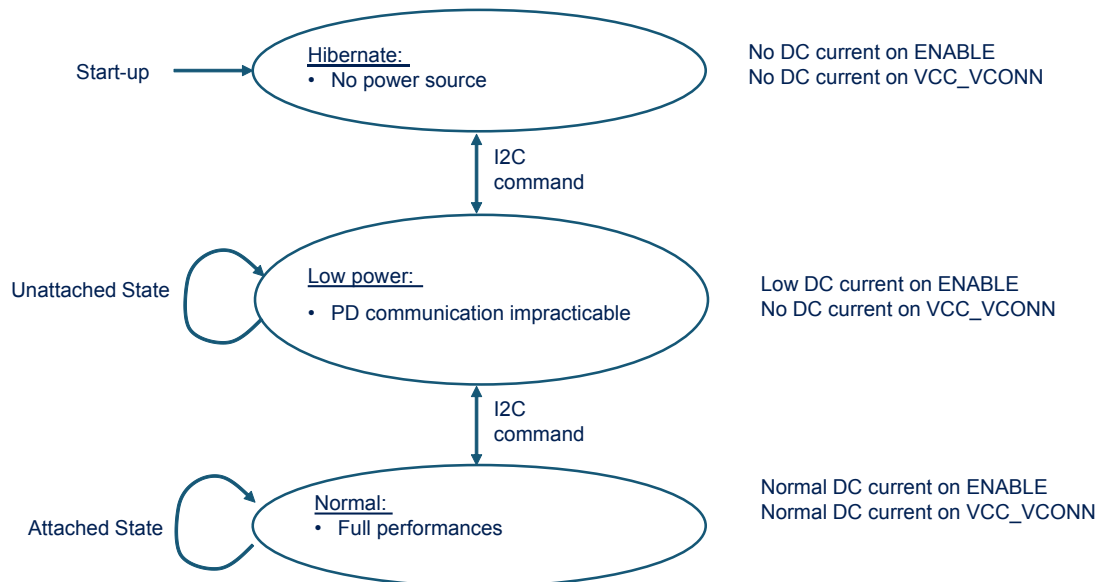 Start-up
Hibernate:
• No power source
No DC current on ENABLE
No DC current on VCC_VCONN
I2C
command
Unattached State
Low power:
• PD communication impracticable
Low DC current on ENABLE
No DC current on VCC_VCONN
I2C
command
Attached State
Normal:
• Full performances
Normal DC current on ENABLE
Normal DC current on VCC_VCONN